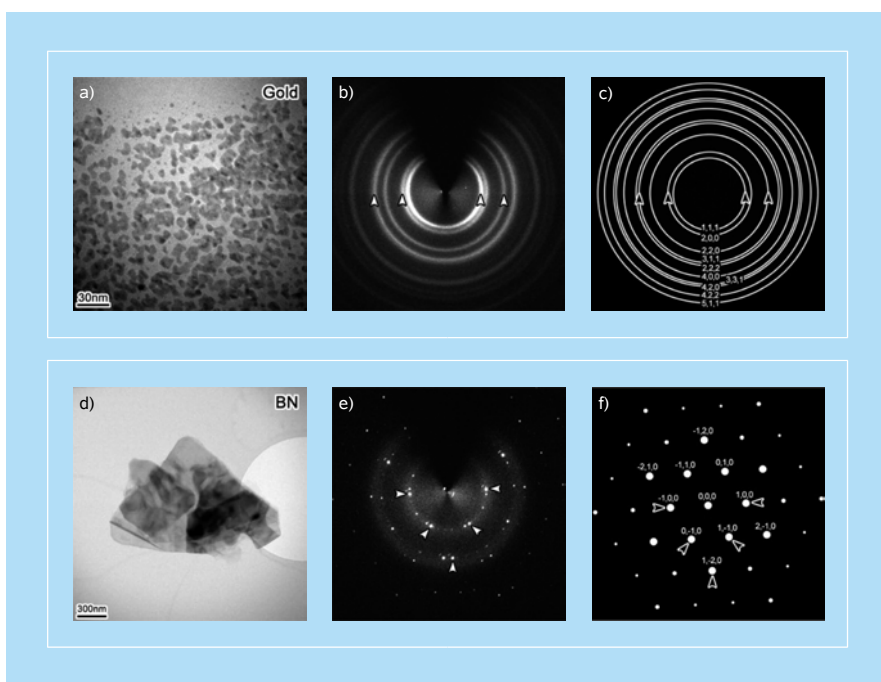 a)
Gold
30nm
b)
c)
1,1,1
2,0,0
2,2,0
3,1,1
2,2,2
4,0,0
3,3,1
4,2,0
4,2,2
5,1,1
d)
BN
300nm
e)
f)
-1,2,0
-2,1,0
-1,1,0
0,1,0
-1,0,0
0,0,0
1,0,0
0,-1,0
1,-1,0
2,-1,0
1,-2,0